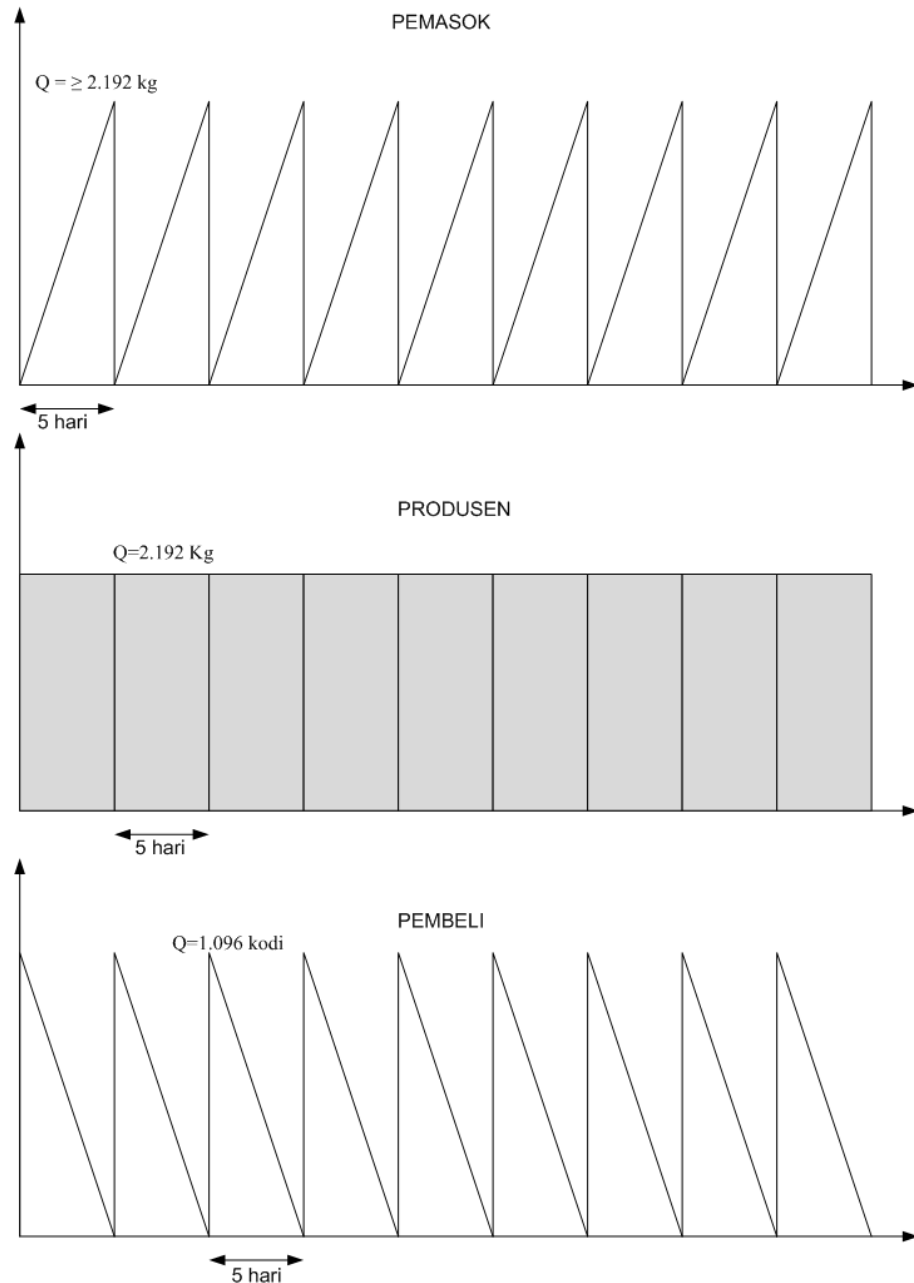 PEMASOK
Q = ≥ 2.192 kg
5 hari
PRODUSEN
Q=2.192 Kg
5 hari
PEMBELI
Q=1.096 kodi
5 hari